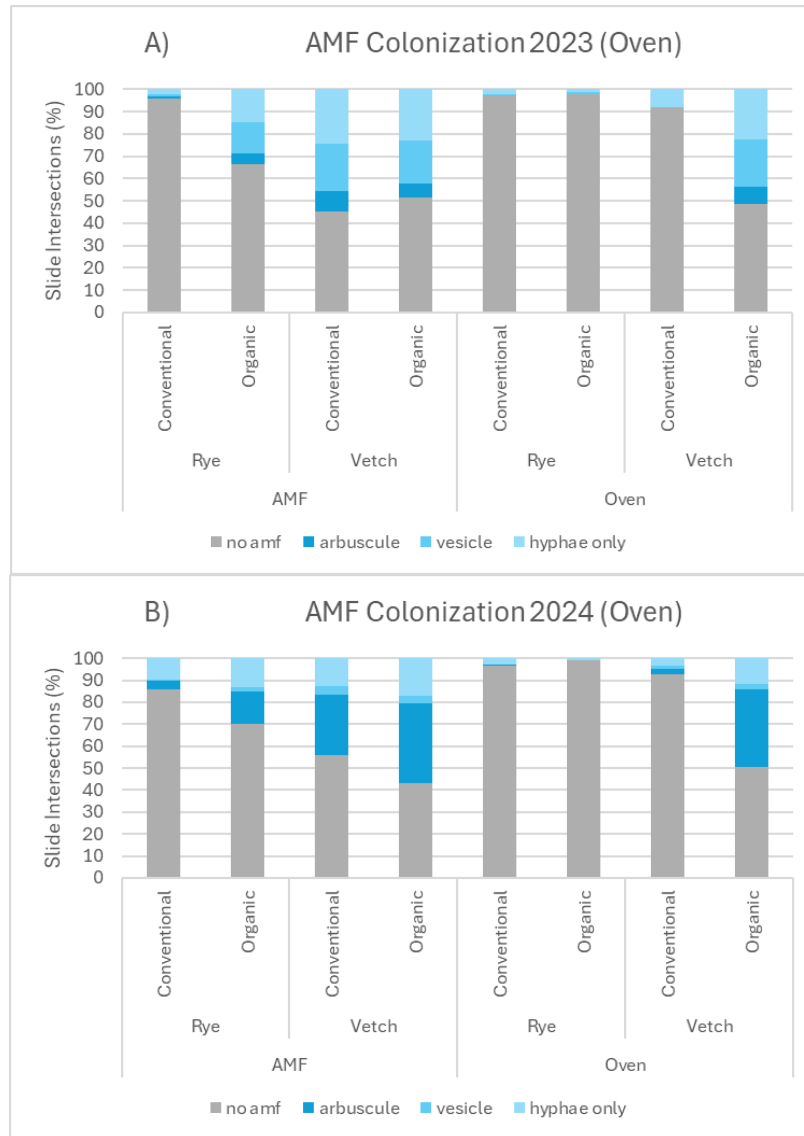 A) AMF Colonization 2023 (Oven)
Slide Intersections (%)
100
90
80
70
60
50
40
30
20
10
0
Conventional Organic Conventional Organic Conventional Organic Conventional Organic
Rye Vetch Rye Vetch
AMF Oven
no amf arbuscule vesicle hyphae only
B) AMF Colonization 2024 (Oven)
Slide Intersections (%)
100
90
80
70
60
50
40
30
20
10
0
Conventional Organic Conventional Organic Conventional Organic Conventional Organic
Rye Vetch Rye Vetch
AMF Oven
no amf arbuscule vesicle hyphae only